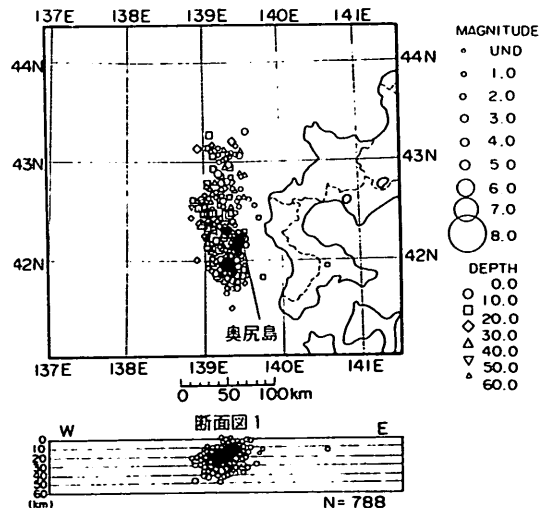 137E 138E 139E 140E 141E
44N 44N
43N 43N
42N 42N
奥尻島
137E 138E 139E 140E 141E
0 50 100km
MAGNITUDE
UND
1.0
2.0
3.0
4.0
5.0
6.0
7.0
8.0
DEPTH
0.0
10.0
20.0
30.0
40.0
50.0
60.0
断面図1
W E
0
10
20
30
40
50
60
(km)
N= 788